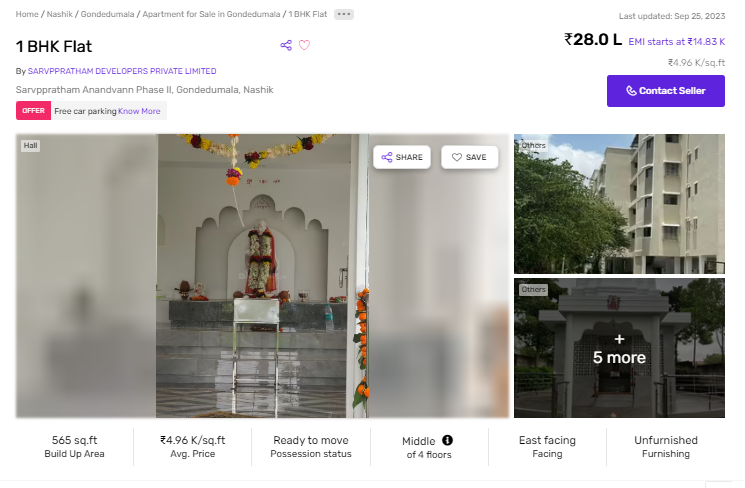 Home / Nashik / Gondedumala / Apartment for Sale in Gondedumala / 1 BHK Flat
Last updated: Sep 25, 2023
1 BHK Flat
₹28.0 L EMI starts at ₹14.83 K
By SARVPPRATHAM DEVELOPERS PRIVATE LIMITED
₹4.96 K/sq.ft
Sarvppratham Anandvann Phase II, Gondedumala, Nashik
Contact Seller
OFFER Free car parking Know More
Hall
SHARE
SAVE
Others
Others
+
5 more
565 sq.ft
Build Up Area
₹4.96 K/sq.ft
Avg. Price
Ready to move
Possession status
Middle
of 4 floors
East facing
Facing
Unfurnished
Furnishing